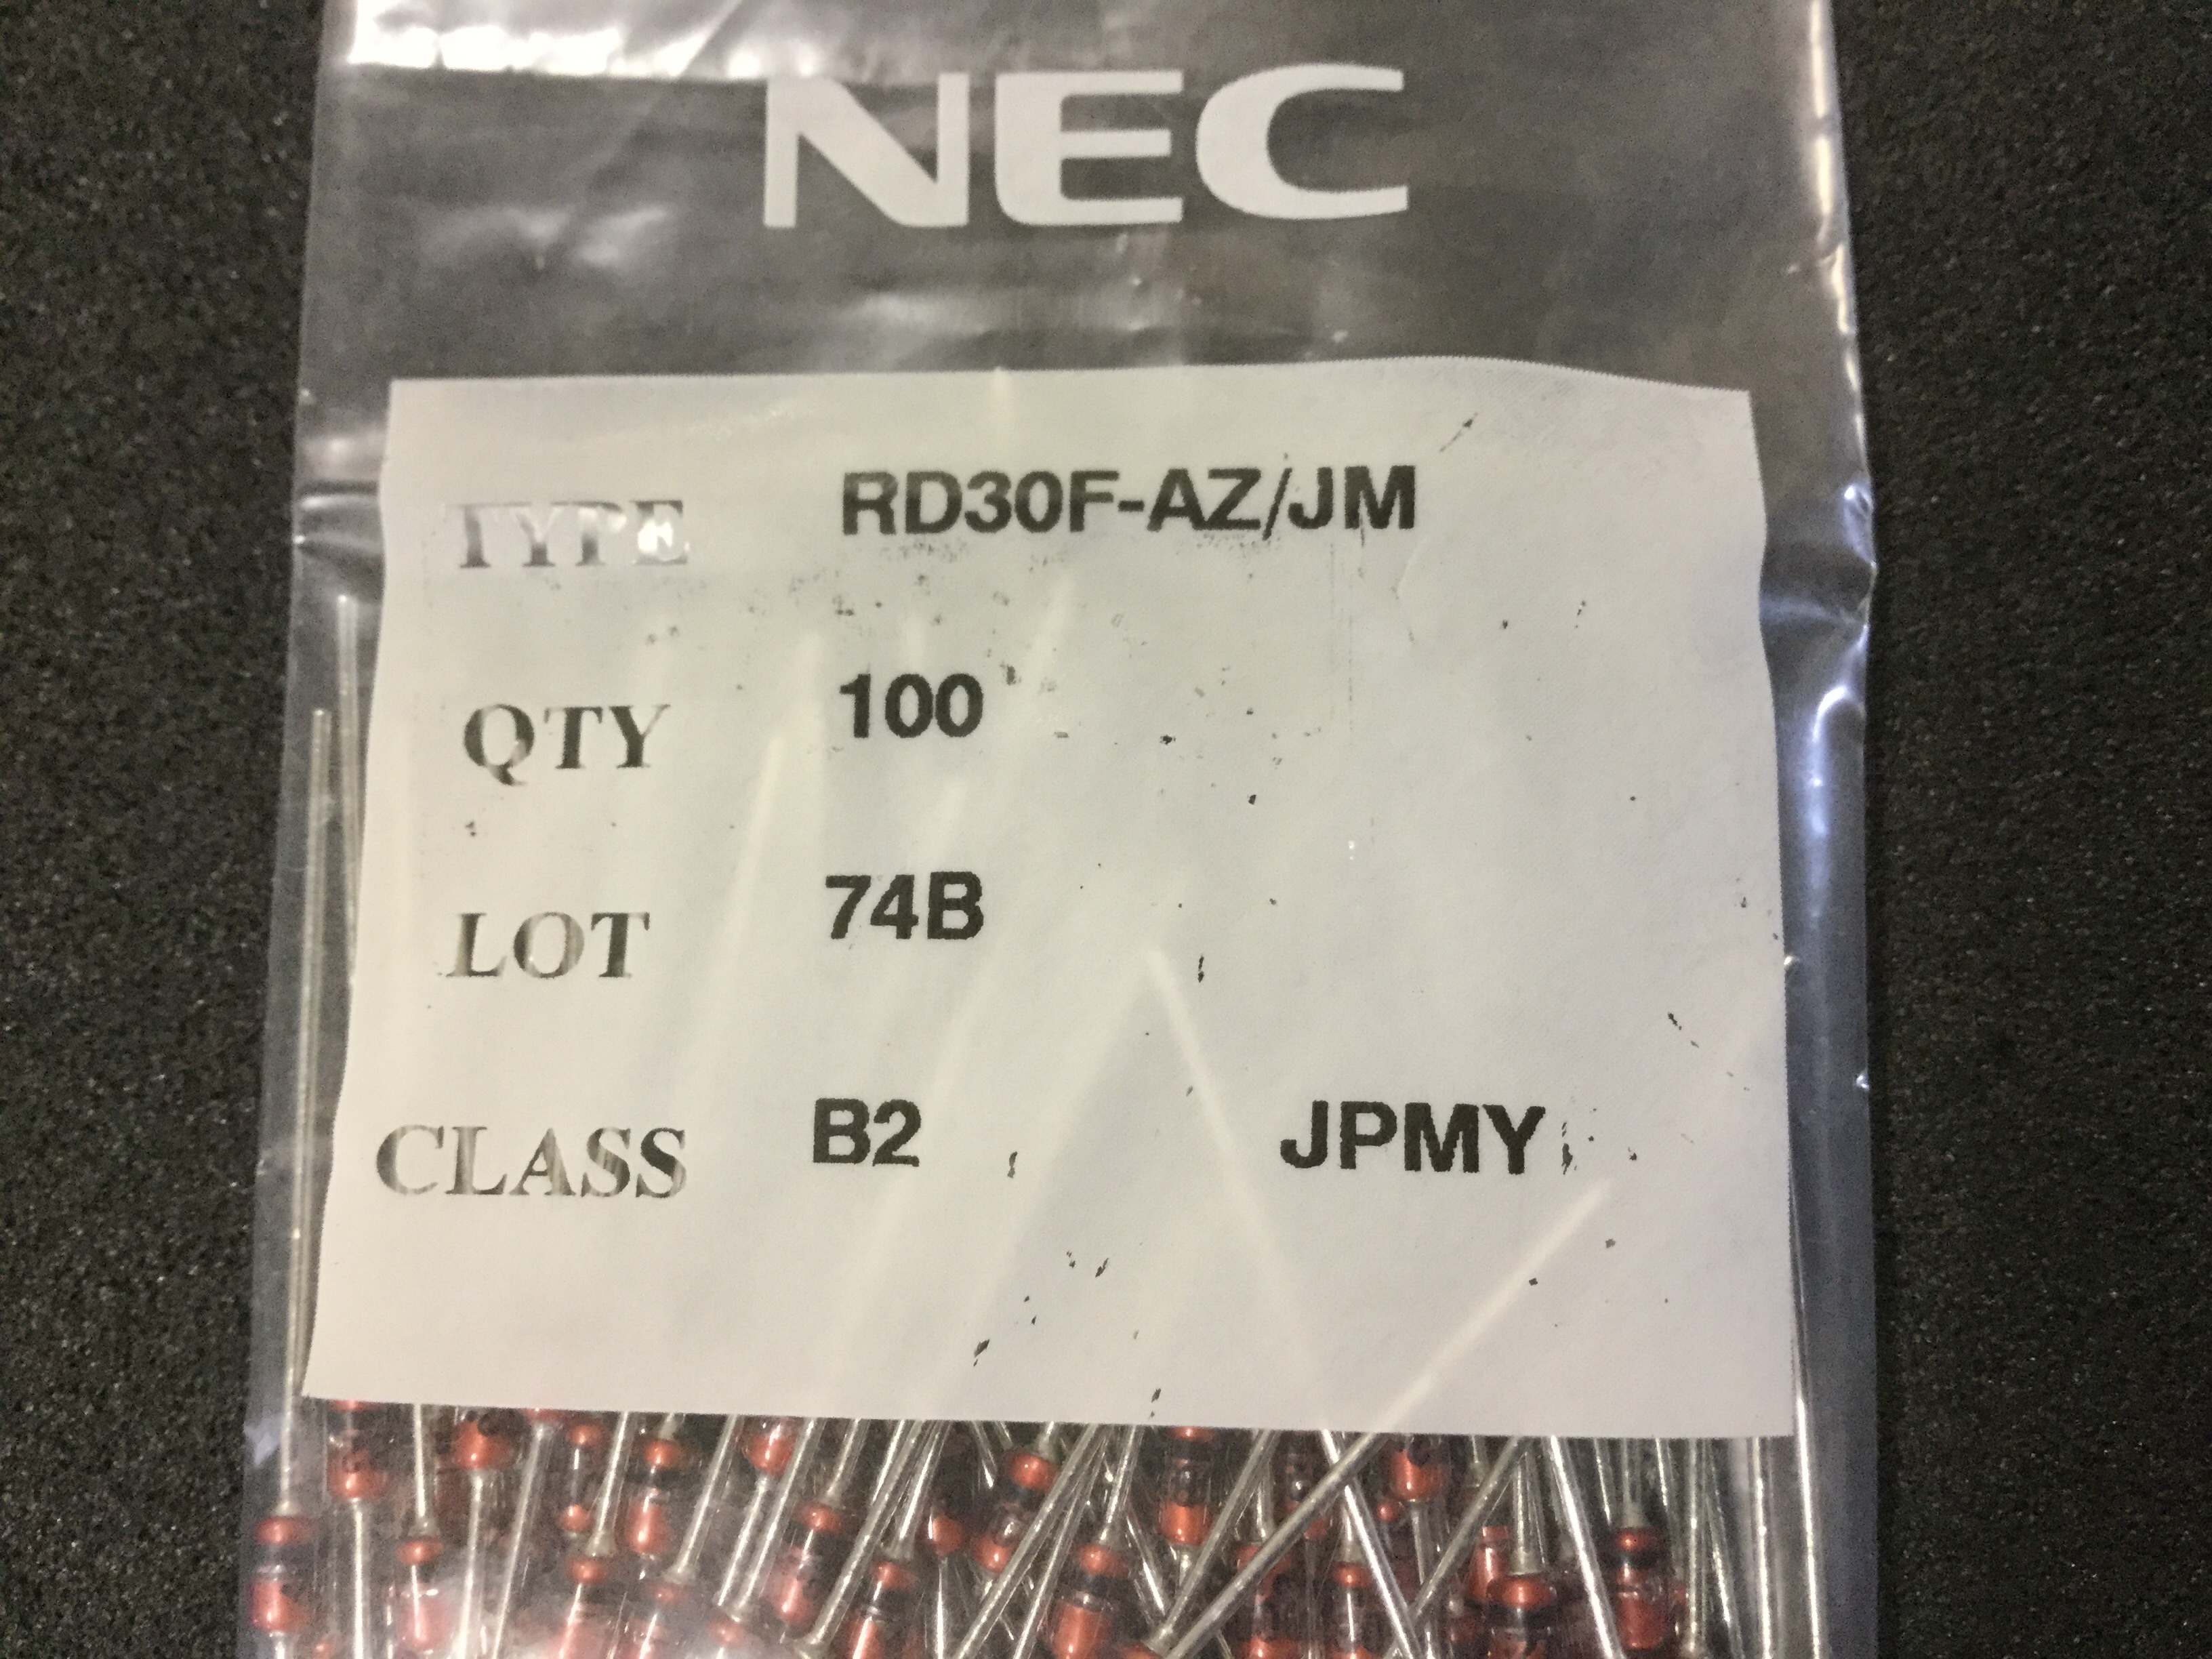 NEC
TYPE RD30F-AZ/JM
QTY 100
LOT 74B
CLASS B2 JPMY